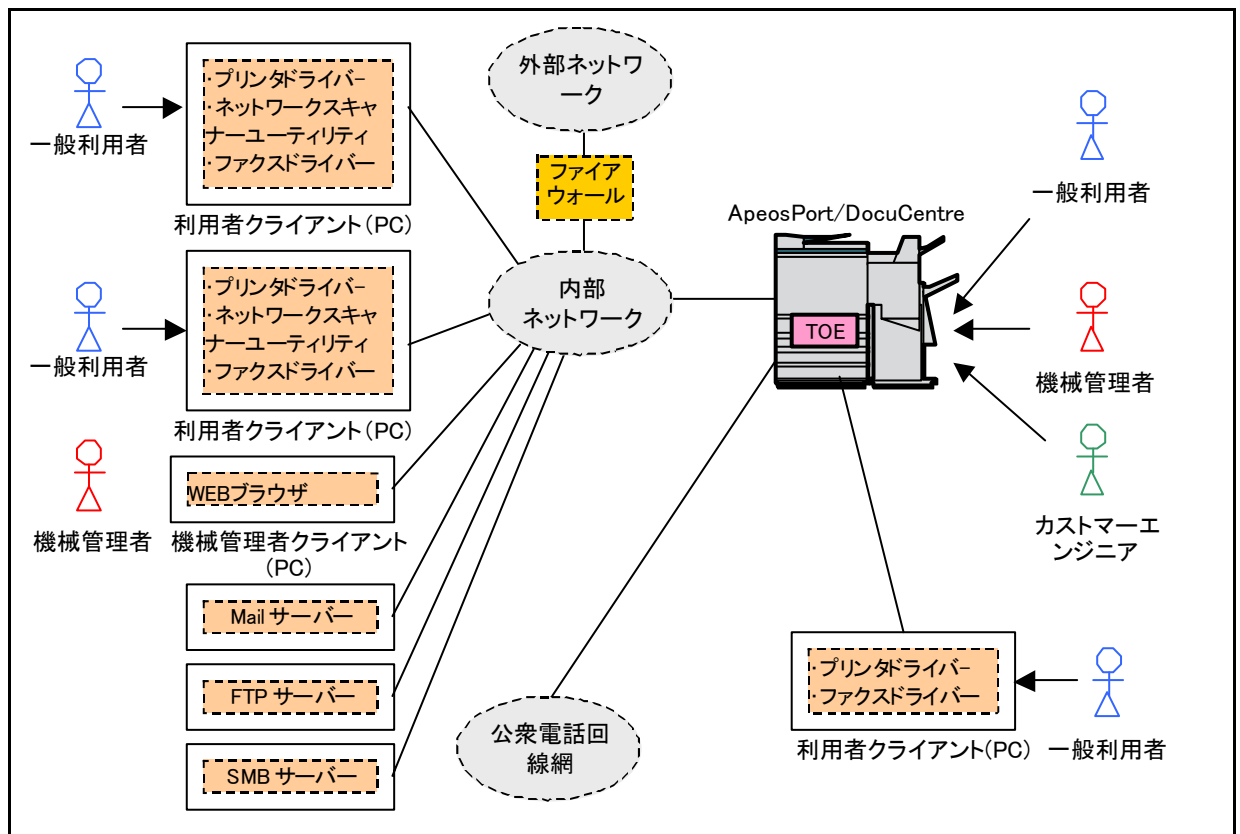 一般利用者
・プリンタドライバー
・ネットワークスキャ
ナーユーティリティ
・ファクスドライバー
利用者クライアント(PC)
外部ネットワ
ーク
ファイア
ウォール
内部
ネットワーク
一般利用者
・プリンタドライバー
・ネットワークスキャ
ナーユーティリティ
・ファクスドライバー
利用者クライアント(PC)
機械管理者
WEBブラウザ
機械管理者クライアント
(PC)
Mail サーバー
FTP サーバー
SMB サーバー
公衆電話回
線網
ApeosPort/DocuCentre
TOE
一般利用者
機械管理者
カストマーエ
ンジニア
・プリンタドライバー
・ファクスドライバー
利用者クライアント(PC)
一般利用者